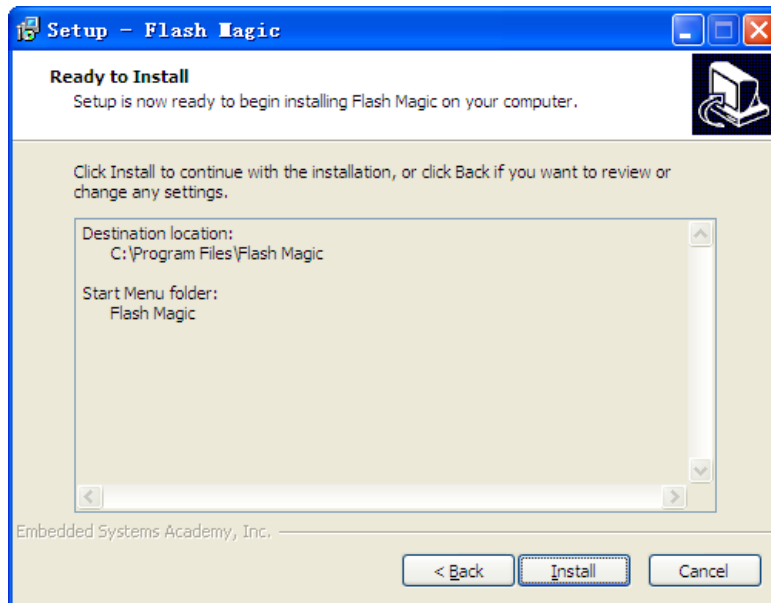 Setup - Flash Magic
Ready to Install
Setup is now ready to begin installing Flash Magic on your computer.
Click Install to continue with the installation, or click Back if you want to review or
change any settings.
Destination location:
C:\Program Files\Flash Magic
Start Menu folder:
Flash Magic
Embedded Systems Academy, Inc.
< Back
Install
Cancel